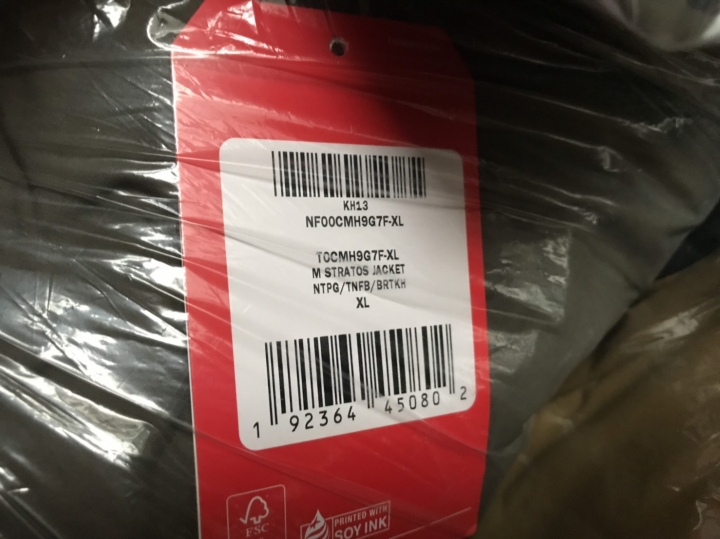 KH13
NF00CMH9G7F-XL
T0CMH9G7F-XL
M STRATOS JACKET
NTPG/TNFB/BRTKH
XL
1 92364 45080 2
FSC
PRINTED WITH
SOY INK